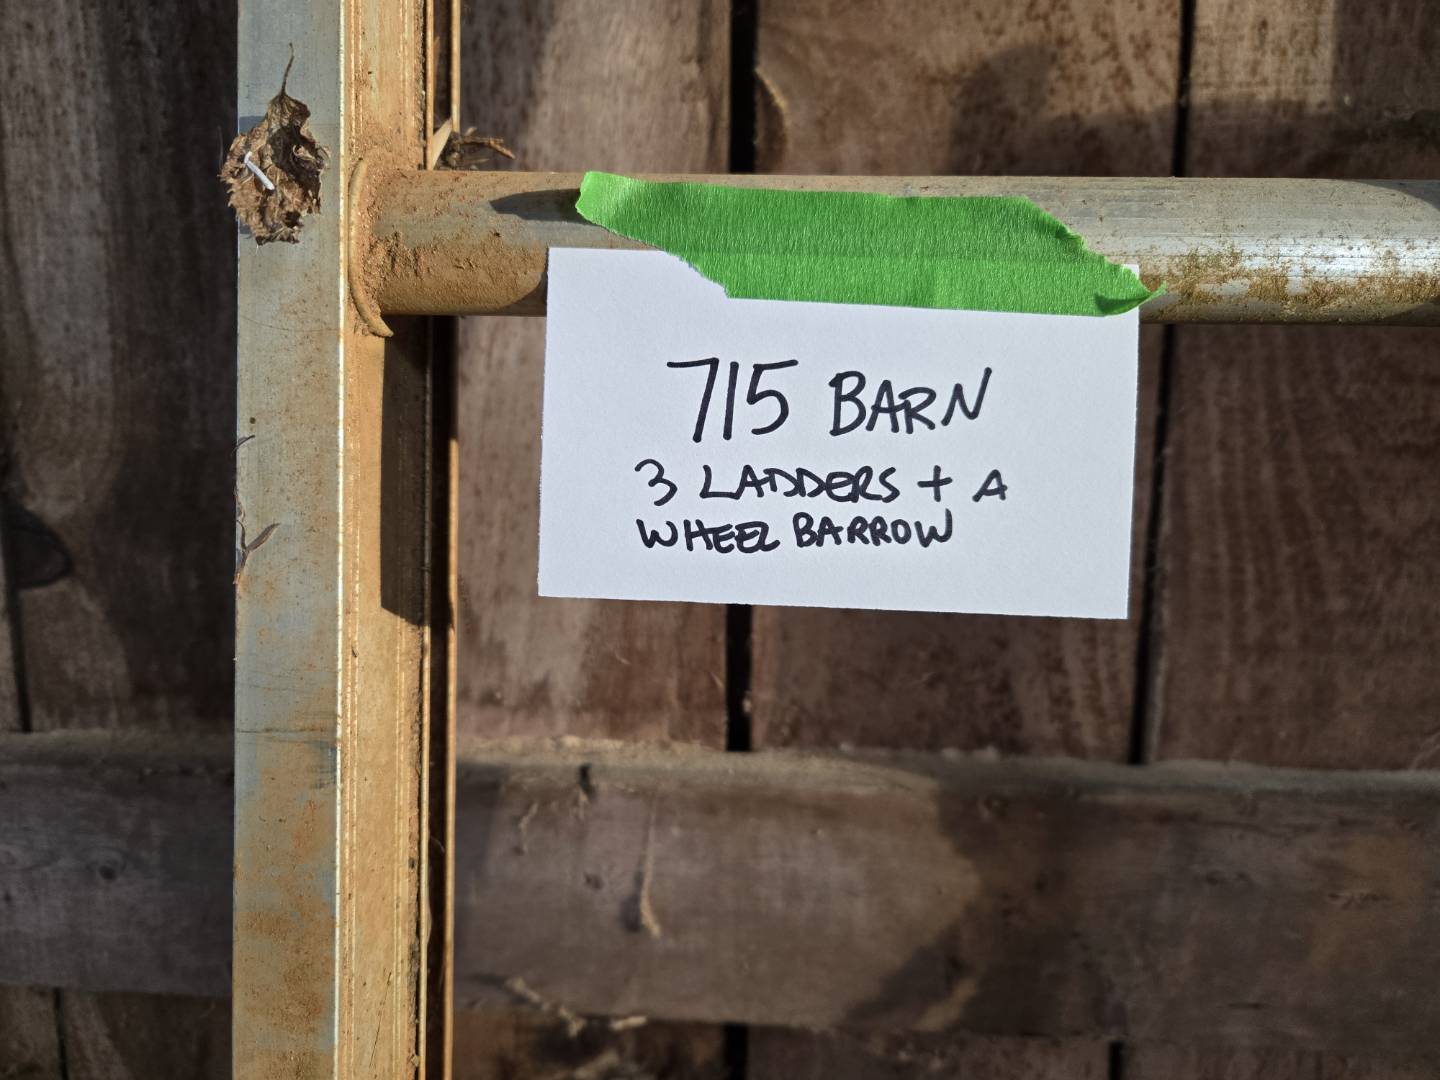 715 BARN
3 LADDERS + A
WHEEL BARROW